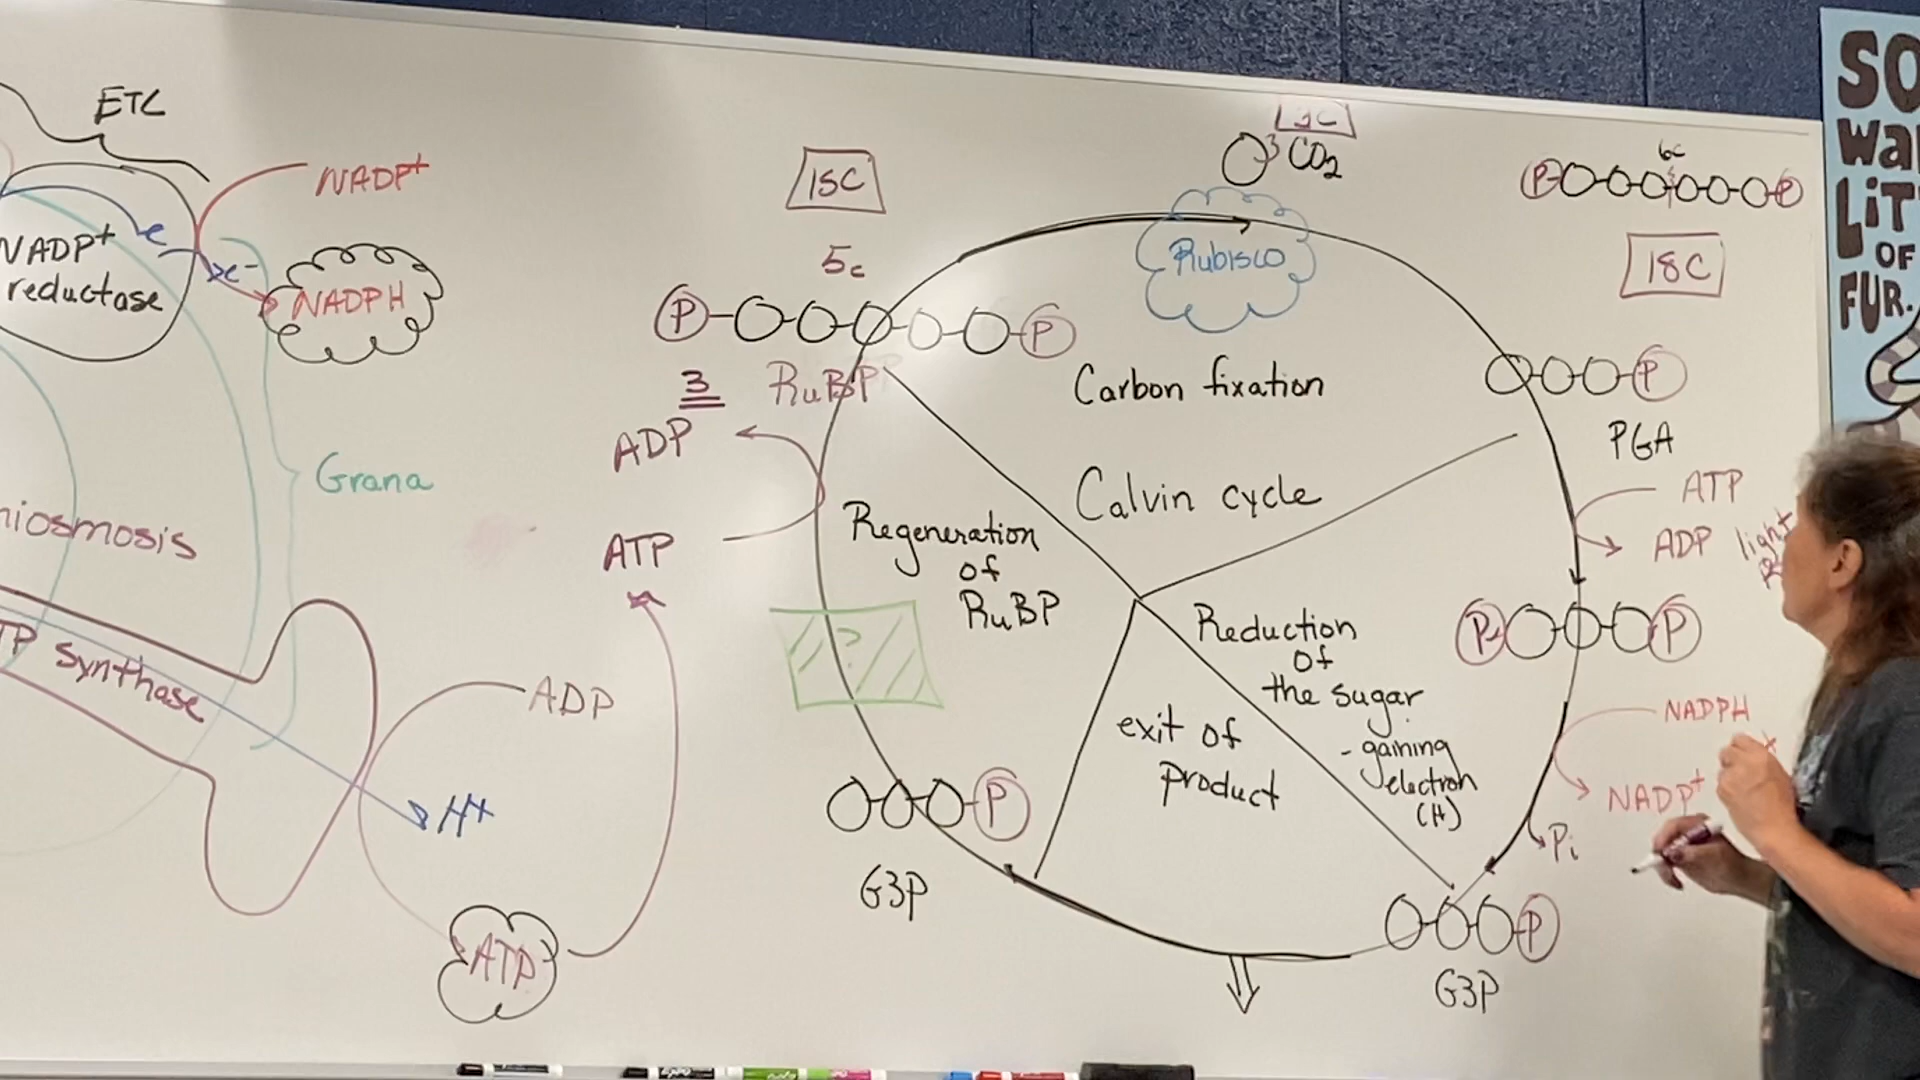 ETC
NADP+
NADP+
reductase
e
e-
NADPH
Grana
niosmosis
TP Synthase
ADP
H+
ATP
15C
5c
P
P
3
RuBP
ADP
ATP
3 CO2
Rubisco
6c
P
P
18C
P
PGA
Carbon fixation
Calvin cycle
ATP
ADP
light
P
P
Regeneration
of
RuBP
?
Reduction
of
the sugar
- gaining
electron
(H)
exit of
product
NADPH
NADP+
Pi
P
G3P
P
G3P
SO
Wa
LiT
OF
FUR.